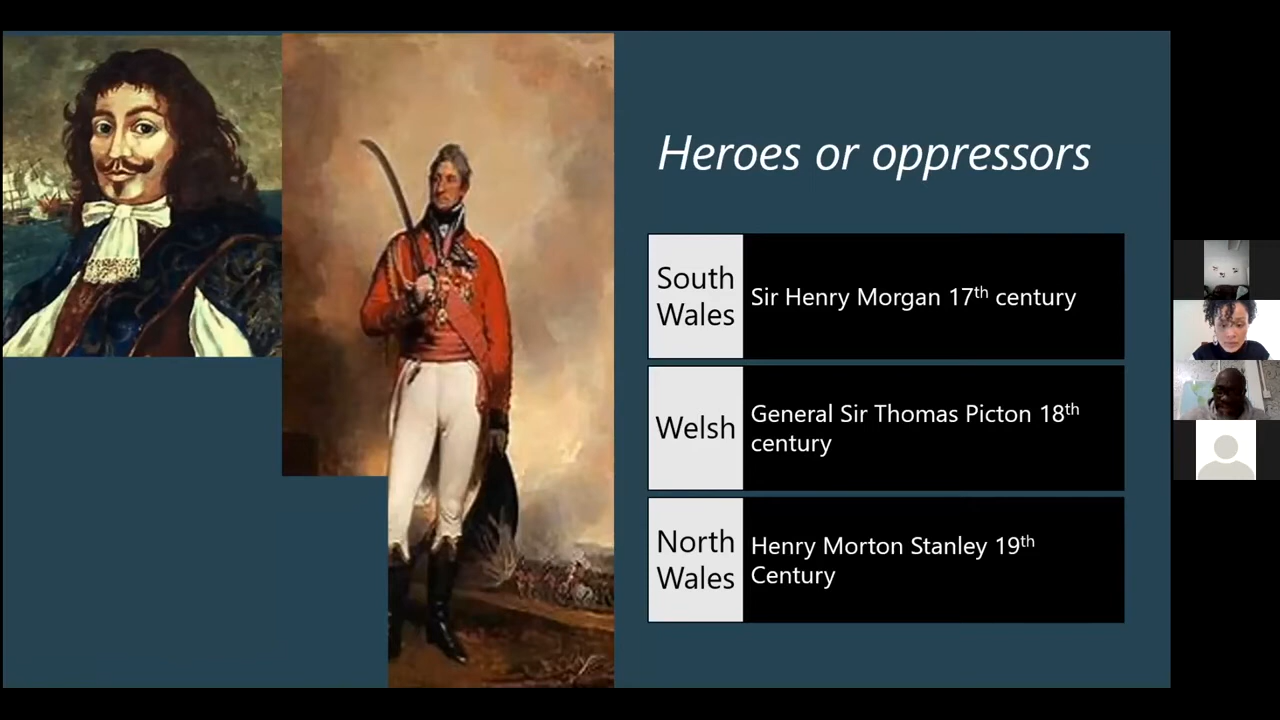 Heroes or oppressors
South
Wales
Sir Henry Morgan 17th century
Welsh
General Sir Thomas Picton 18th
century
North
Wales
Henry Morton Stanley 19th
Century